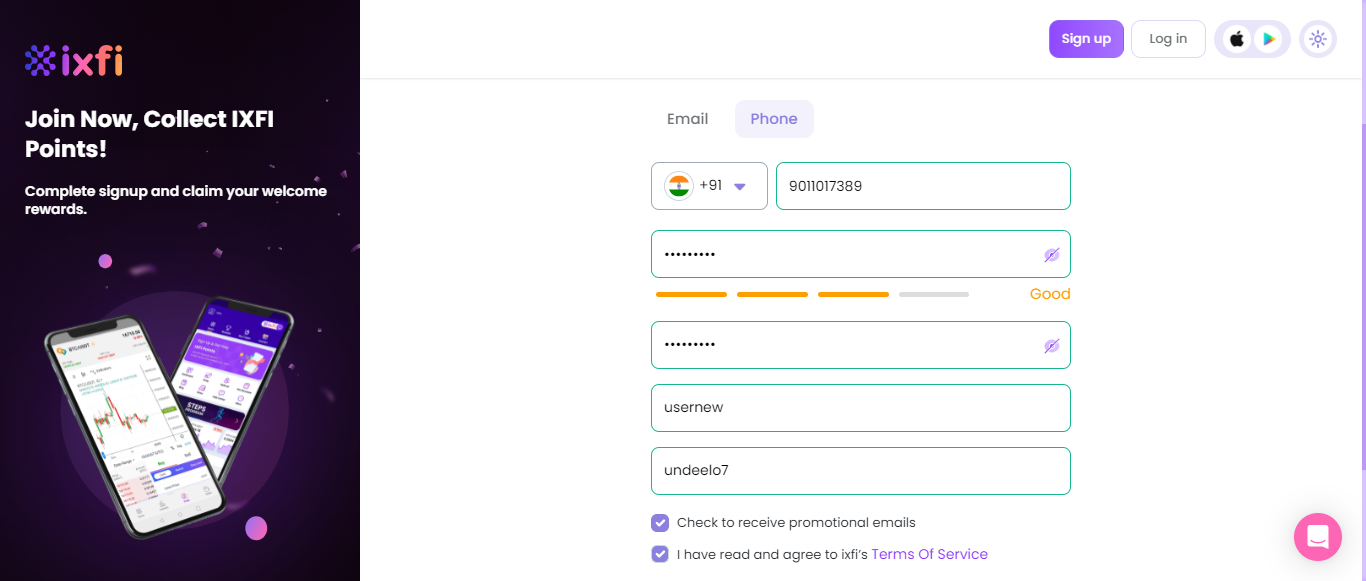 ixfi
Join Now, Collect IXFI
Points!
Complete signup and claim your welcome
rewards.
Sign up
Log in
Email
Phone
+91
9011017389
•••••••••
Good
•••••••••
usernew
undeelo7
Check to receive promotional emails
I have read and agree to ixfi's Terms Of Service
STEPS